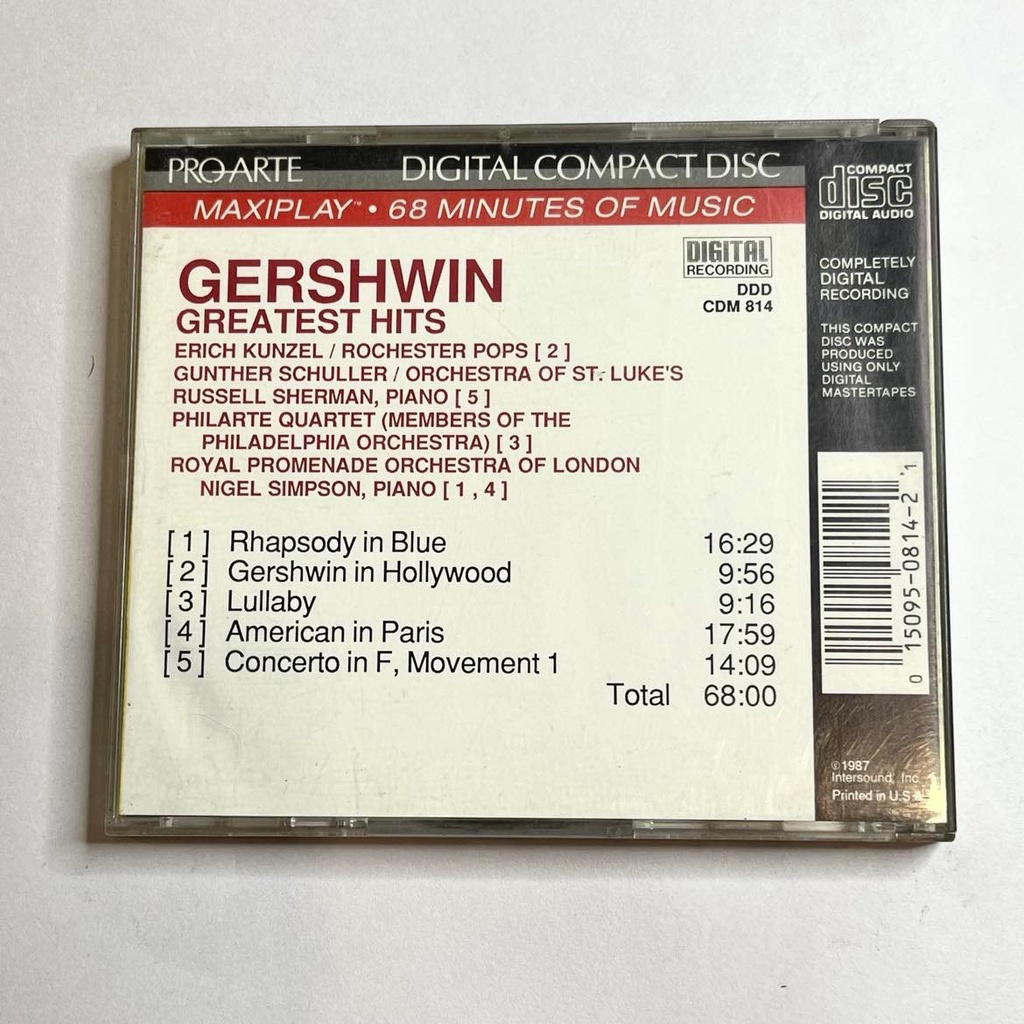 PRO ARTE DIGITAL COMPACT DISC
MAXIPLAY™ • 68 MINUTES OF MUSIC
DIGITAL
RECORDING
DDD
CDM 814
GERSHWIN
GREATEST HITS
ERICH KUNZEL / ROCHESTER POPS [ 2 ]
GUNTHER SCHULLER / ORCHESTRA OF ST. LUKE'S
RUSSELL SHERMAN, PIANO [ 5 ]
PHILARTE QUARTET (MEMBERS OF THE
PHILADELPHIA ORCHESTRA) [ 3 ]
ROYAL PROMENADE ORCHESTRA OF LONDON
NIGEL SIMPSON, PIANO [ 1 , 4 ]
[ 1 ] Rhapsody in Blue 16:29
[ 2 ] Gershwin in Hollywood 9:56
[ 3 ] Lullaby 9:16
[ 4 ] American in Paris 17:59
[ 5 ] Concerto in F, Movement 1 14:09
Total 68:00
COMPACT
disc
DIGITAL AUDIO
COMPLETELY
DIGITAL
RECORDING
THIS COMPACT
DISC WAS
PRODUCED
USING ONLY
DIGITAL
MASTERTAPES
0 15095-0814-2 1
©1987
Intersound, Inc.
Printed in U.S.A.